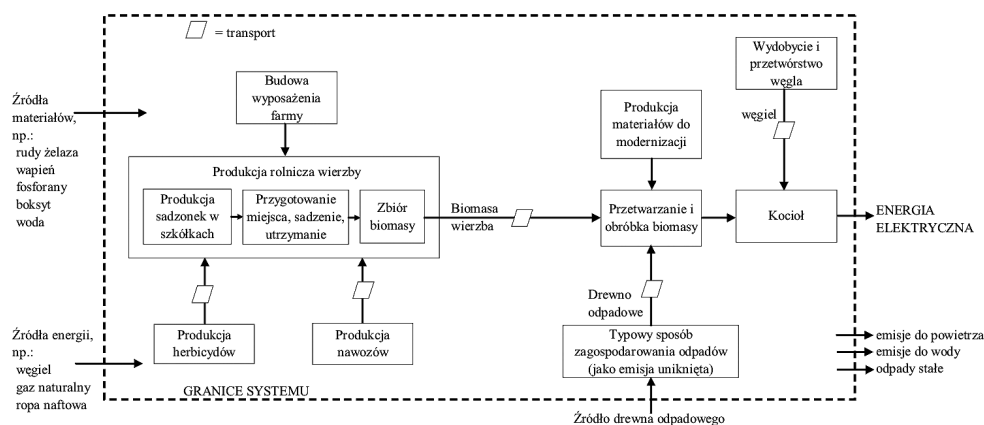 = transport
Wydobycie i
przetwórstwo
węgla
Budowa
wyposażenia
farmy
Źródła
materiałów,
np.:
rudy żelaza
wapień
fosforany
boksyt
woda
Produkcja
materiałów do
modernizacji
węgiel
Produkcja rolnicza wierzby
Produkcja
sadzonek w
szkółkach
Przygotowanie
miejsca, sadzenie,
utrzymanie
Zbiór
biomasy
Biomasa
wierzba
Przetwarzanie i
obróbka biomasy
Kocioł
ENERGIA
ELEKTRYCZNA
Drewno
odpadowe
Źródła energii,
np.:
węgiel
gaz naturalny
ropa naftowa
Produkcja
herbicydów
Produkcja
nawozów
Typowy sposób
zagospodarowania odpadów
(jako emisja uniknięta)
emisje do powietrza
emisje do wody
odpady stałe
GRANICE SYSTEMU
Źródło drewna odpadowego